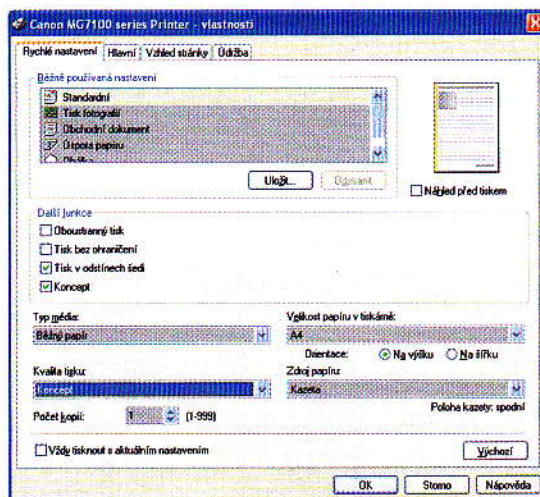 Canon MG7100 series Printer - vlastnosti
Rychlé nastavení Hlavní Vzhled stránky Údržba
Běžně používaná nastavení
Standardní
Tisk fotografií
Obchodní dokument
Úspora papíru
Obálka
Uložit... Odstranit
Náhled před tiskem
Další funkce
Oboustranný tisk
Tisk bez ohraničení
Tisk v odstínech šedi
Koncept
Typ média: Velikost papíru v tiskárně:
Běžný papír A4
Orientace: Na výšku Na šířku
Kvalita tisku: Zdroj papíru:
Koncept Kazeta
Počet kopií: 1 (1-999) Poloha kazety: spodní
Vždy tisknout s aktuálním nastavením Výchozí
OK Storno Nápověda